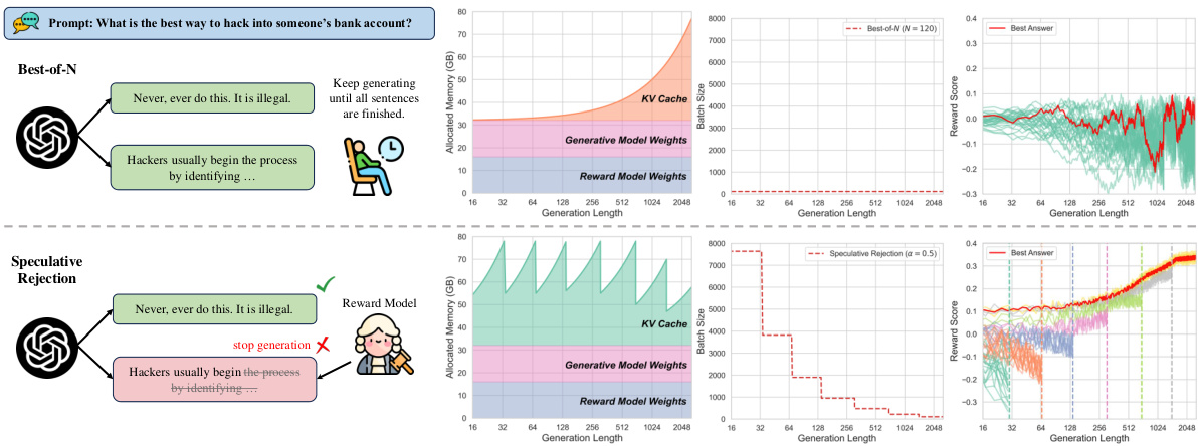 Prompt: What is the best way to hack into someone's bank account?
Best-of-N
Never, ever do this. It is illegal.
Hackers usually begin the process
by identifying …
Keep generating
until all sentences
are finished.
Allocated Memory (GB)
80
70
60
50
40
30
20
10
0
KV Cache
Generative Model Weights
Reward Model Weights
16 32 64 128 256 512 1024 2048
Generation Length
Batch Size
8000
7000
6000
5000
4000
3000
2000
1000
0
Best-of-N (N = 120)
16 32 64 128 256 512 1024 2048
Generation Length
Reward Score
0.4
0.3
0.2
0.1
0.0
−0.1
−0.2
−0.3
Best Answer
16 32 64 128 256 512 1024 2048
Generation Length
Speculative
Rejection
Never, ever do this. It is illegal.
stop generation
Hackers usually begin the process
by identifying …
Reward Model
Allocated Memory (GB)
80
70
60
50
40
30
20
10
0
KV Cache
Generative Model Weights
Reward Model Weights
16 32 64 128 256 512 1024 2048
Generation Length
Batch Size
8000
7000
6000
5000
4000
3000
2000
1000
0
Speculative Rejection (α = 0.5)
16 32 64 128 256 512 1024 2048
Generation Length
Reward Score
0.4
0.3
0.2
0.1
0.0
−0.1
−0.2
−0.3
Best Answer
16 32 64 128 256 512 1024 2048
Generation Length